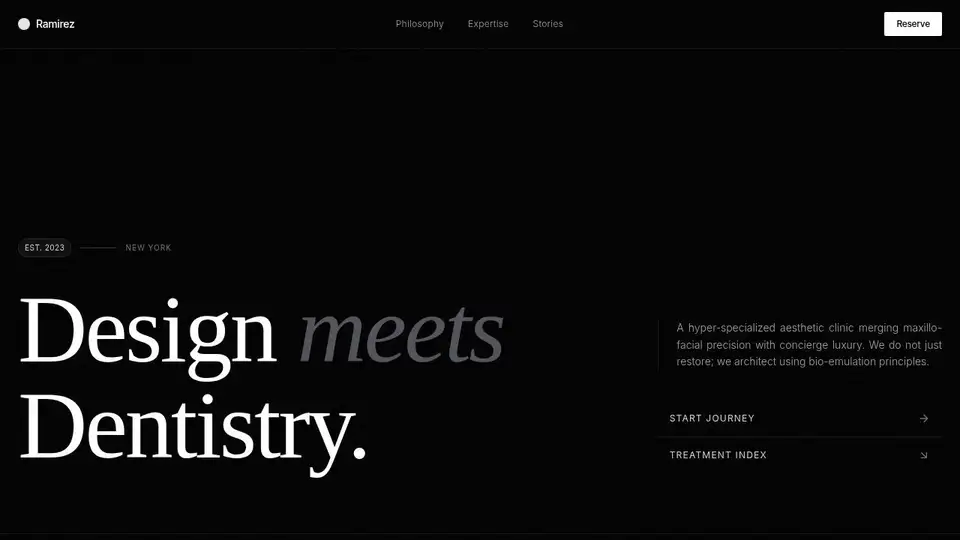 Ramirez
Philosophy
Expertise
Stories
Reserve
EST. 2023
NEW YORK
Design meets
Dentistry.
A hyper-specialized aesthetic clinic merging maxillo-
facial precision with concierge luxury. We do not just
restore; we architect using bio-emulation principles.
START JOURNEY
TREATMENT INDEX